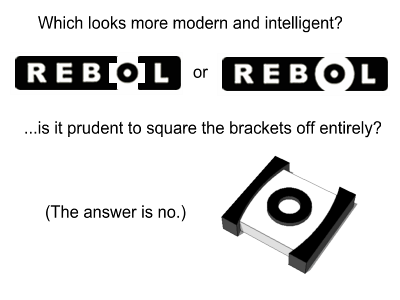 Which looks more modern and intelligent?
REBOL or REBOL
...is it prudent to square the brackets off entirely?
(The answer is no.)